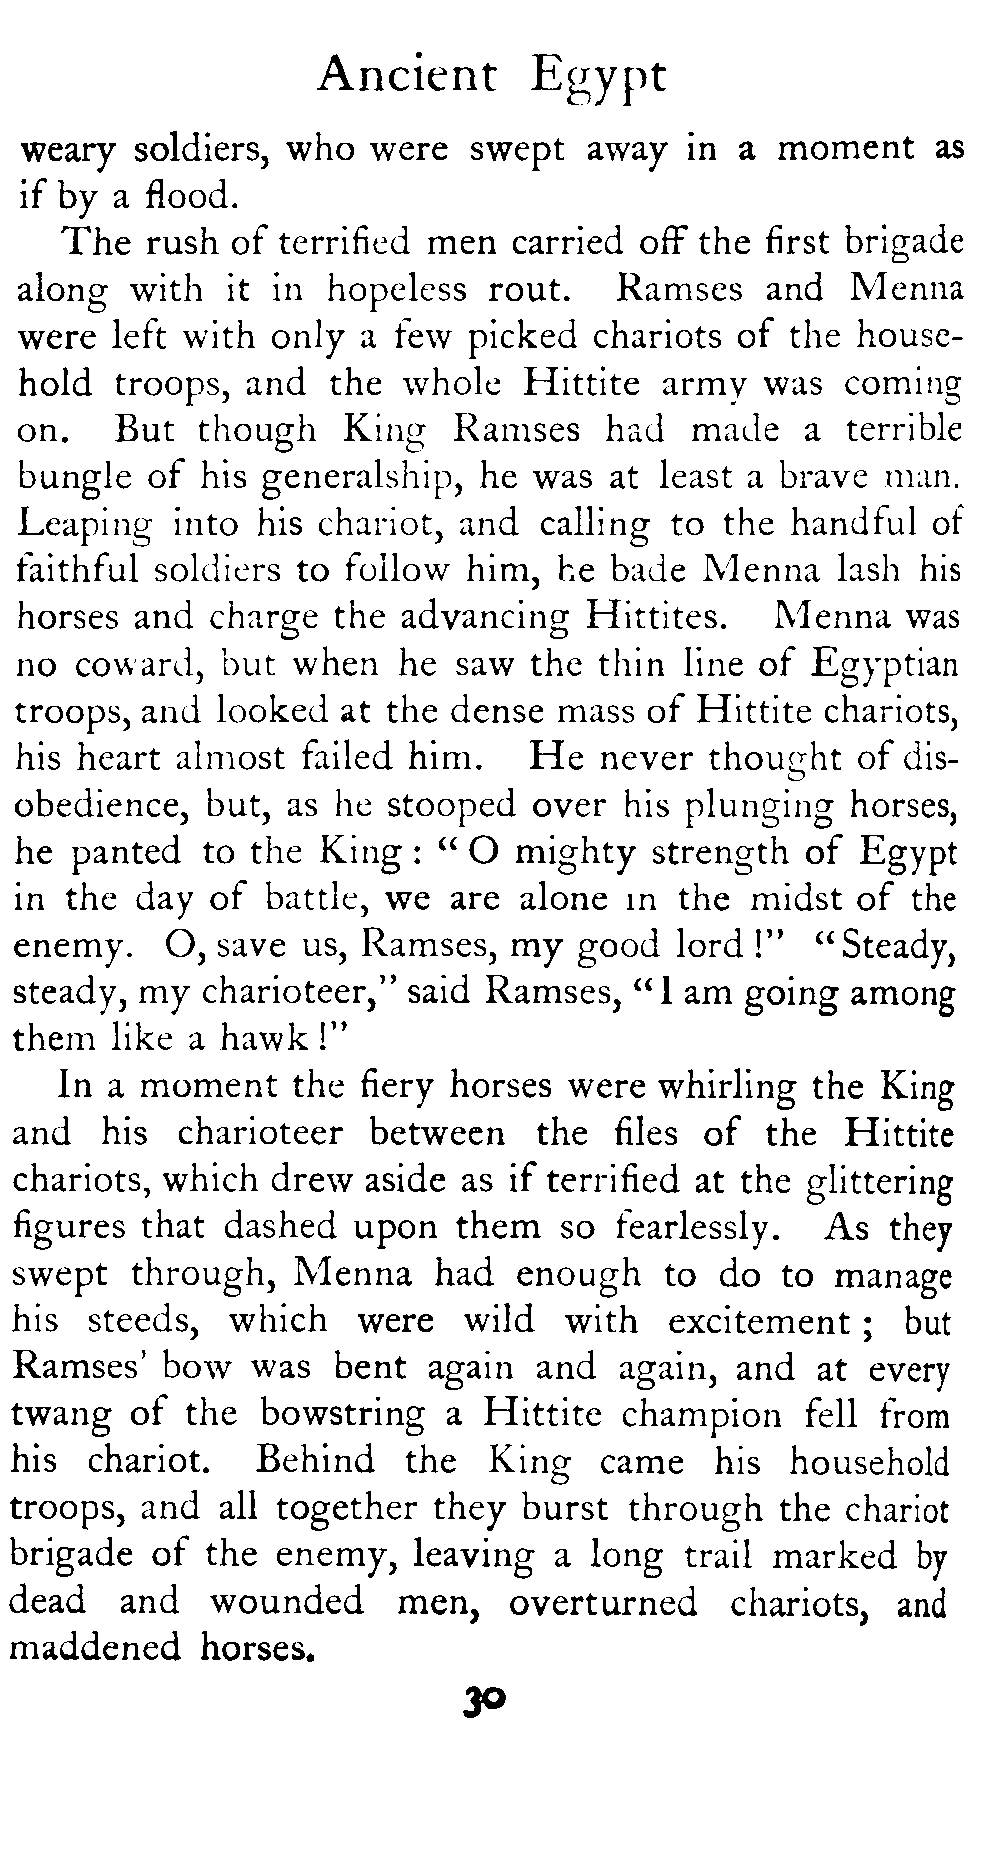 Ancient Egypt
weary soldiers, who were swept away in a moment as
if by a flood.
The rush of terrified men carried off the first brigade
along with it in hopeless rout. Ramses and Menna
were left with only a few picked chariots of the house-
hold troops, and the whole Hittite army was coming
on. But though King Ramses had made a terrible
bungle of his generalship, he was at least a brave man.
Leaping into his chariot, and calling to the handful of
faithful soldiers to follow him, he bade Menna lash his
horses and charge the advancing Hittites. Menna was
no coward, but when he saw the thin line of Egyptian
troops, and looked at the dense mass of Hittite chariots,
his heart almost failed him. He never thought of dis-
obedience, but, as he stooped over his plunging horses,
he panted to the King : “ O mighty strength of Egypt
in the day of battle, we are alone in the midst of the
enemy. O, save us, Ramses, my good lord !” “ Steady,
steady, my charioteer,” said Ramses, “ I am going among
them like a hawk !”
In a moment the fiery horses were whirling the King
and his charioteer between the files of the Hittite
chariots, which drew aside as if terrified at the glittering
figures that dashed upon them so fearlessly. As they
swept through, Menna had enough to do to manage
his steeds, which were wild with excitement ; but
Ramses’ bow was bent again and again, and at every
twang of the bowstring a Hittite champion fell from
his chariot. Behind the King came his household
troops, and all together they burst through the chariot
brigade of the enemy, leaving a long trail marked by
dead and wounded men, overturned chariots, and
maddened horses.
30